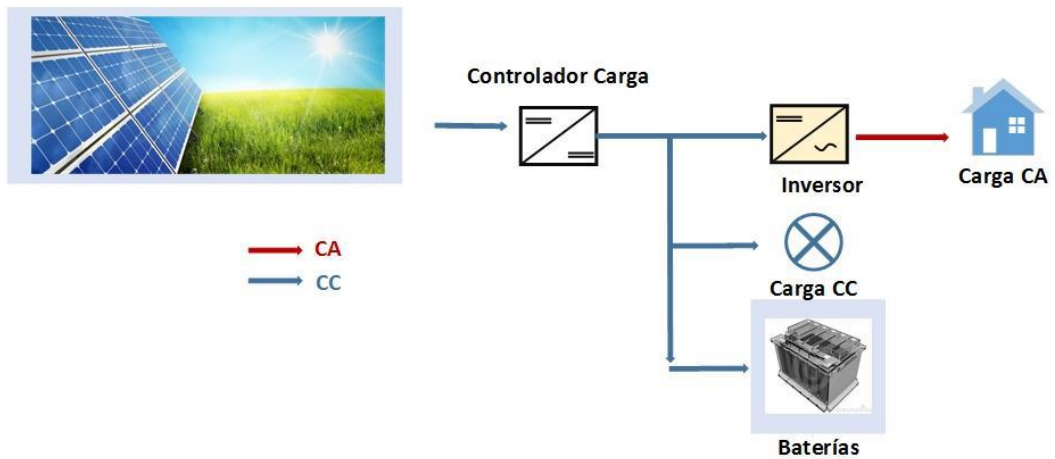 Controlador Carga
Inversor
Carga CA
CA
CC
Carga CC
Baterías